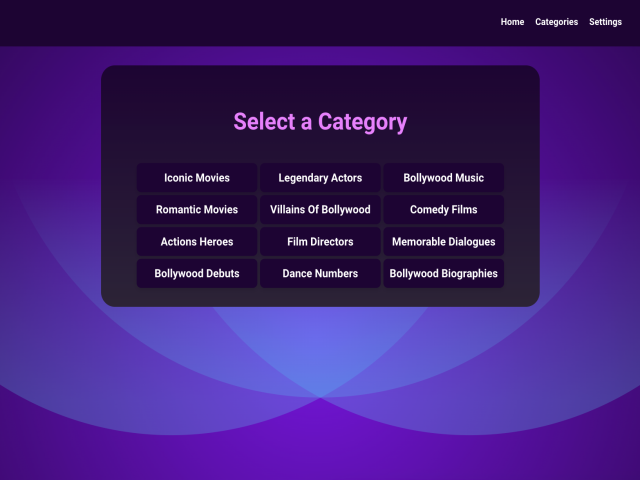 Home Categories Settings
Select a Category
Iconic Movies Legendary Actors Bollywood Music
Romantic Movies Villains Of Bollywood Comedy Films
Actions Heroes Film Directors Memorable Dialogues
Bollywood Debuts Dance Numbers Bollywood Biographies